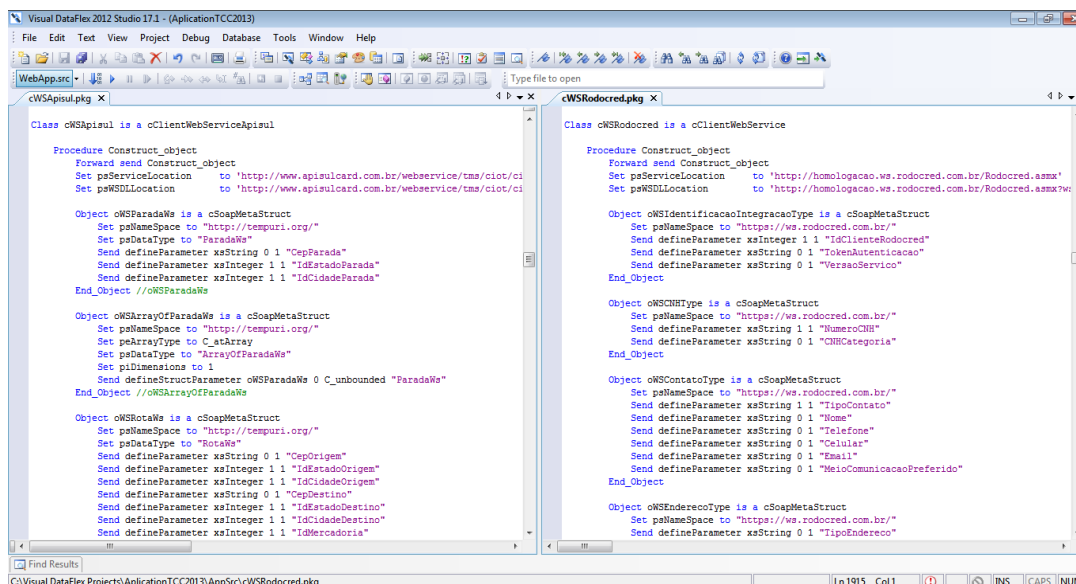 Visual DataFlex 2012 Studio 17.1 - (AplicationTCC2013)
File Edit Text View Project Debug Database Tools Window Help
WebApp.src
Type file to open
cWSApisul.pkg
Class cWSApisul is a cClientWebServiceApisul
Procedure Construct_object
Forward send Construct_object
Set psServiceLocation to 'http://www.apisulcard.com.br/webservice/tms/ciot/ci
Set psWSDLLocation to 'http://www.apisulcard.com.br/webservice/tms/ciot/ci
Object oWSParadaWs is a cSoapMetaStruct
Set psNameSpace to "http://tempuri.org/"
Set psDataType to "ParadaWs"
Send defineParameter xsString 0 1 "CepParada"
Send defineParameter xsInteger 1 1 "IdEstadoParada"
Send defineParameter xsInteger 1 1 "IdCidadeParada"
End_Object //oWSParadaWs
Object oWSArrayOfParadaWs is a cSoapMetaStruct
Set psNameSpace to "http://tempuri.org/"
Set peArrayType to C_atArray
Set psDataType to "ArrayOfParadaWs"
Set piDimensions to 1
Send defineStructParameter oWSParadaWs 0 C_unbounded "ParadaWs"
End_Object //oWSArrayOfParadaWs
Object oWSRotaWs is a cSoapMetaStruct
Set psNameSpace to "http://tempuri.org/"
Set psDataType to "RotaWs"
Send defineParameter xsString 0 1 "CepOrigem"
Send defineParameter xsInteger 1 1 "IdEstadoOrigem"
Send defineParameter xsInteger 1 1 "IdCidadeOrigem"
Send defineParameter xsString 0 1 "CepDestino"
Send defineParameter xsInteger 1 1 "IdEstadoDestino"
Send defineParameter xsInteger 1 1 "IdCidadeDestino"
Send defineParameter xsInteger 1 1 "IdMercadoria"
cWSRodocred.pkg
Class cWSRodocred is a cClientWebService
Procedure Construct_object
Forward send Construct_object
Set psServiceLocation to 'http://homologacao.ws.rodocred.com.br/Rodocred.asmx'
Set psWSDLLocation to 'http://homologacao.ws.rodocred.com.br/Rodocred.asmx?ws
Object oWSIdentificacaoIntegracaoType is a cSoapMetaStruct
Set psNameSpace to "https://ws.rodocred.com.br/"
Send defineParameter xsInteger 1 1 "IdClienteRodocred"
Send defineParameter xsString 0 1 "TokenAutenticacao"
Send defineParameter xsString 0 1 "VersaoServico"
End_Object
Object oWSCNHType is a cSoapMetaStruct
Set psNameSpace to "https://ws.rodocred.com.br/"
Send defineParameter xsString 1 1 "NumeroCNH"
Send defineParameter xsString 0 1 "CNHCategoria"
End_Object
Object oWSContatoType is a cSoapMetaStruct
Set psNameSpace to "https://ws.rodocred.com.br/"
Send defineParameter xsString 1 1 "TipoContato"
Send defineParameter xsString 0 1 "Nome"
Send defineParameter xsString 0 1 "Telefone"
Send defineParameter xsString 0 1 "Celular"
Send defineParameter xsString 0 1 "Email"
Send defineParameter xsString 0 1 "MeioComunicacaoPreferido"
End_Object
Object oWSEnderecoType is a cSoapMetaStruct
Set psNameSpace to "https://ws.rodocred.com.br/"
Send defineParameter xsString 0 1 "TipoEndereco"
Find Results
C:\Visual DataFlex Projects\AplicationTCC2013\AppSrc\cWSRodocred.pkg
Ln 1915 Col 1 INS CAPS NU